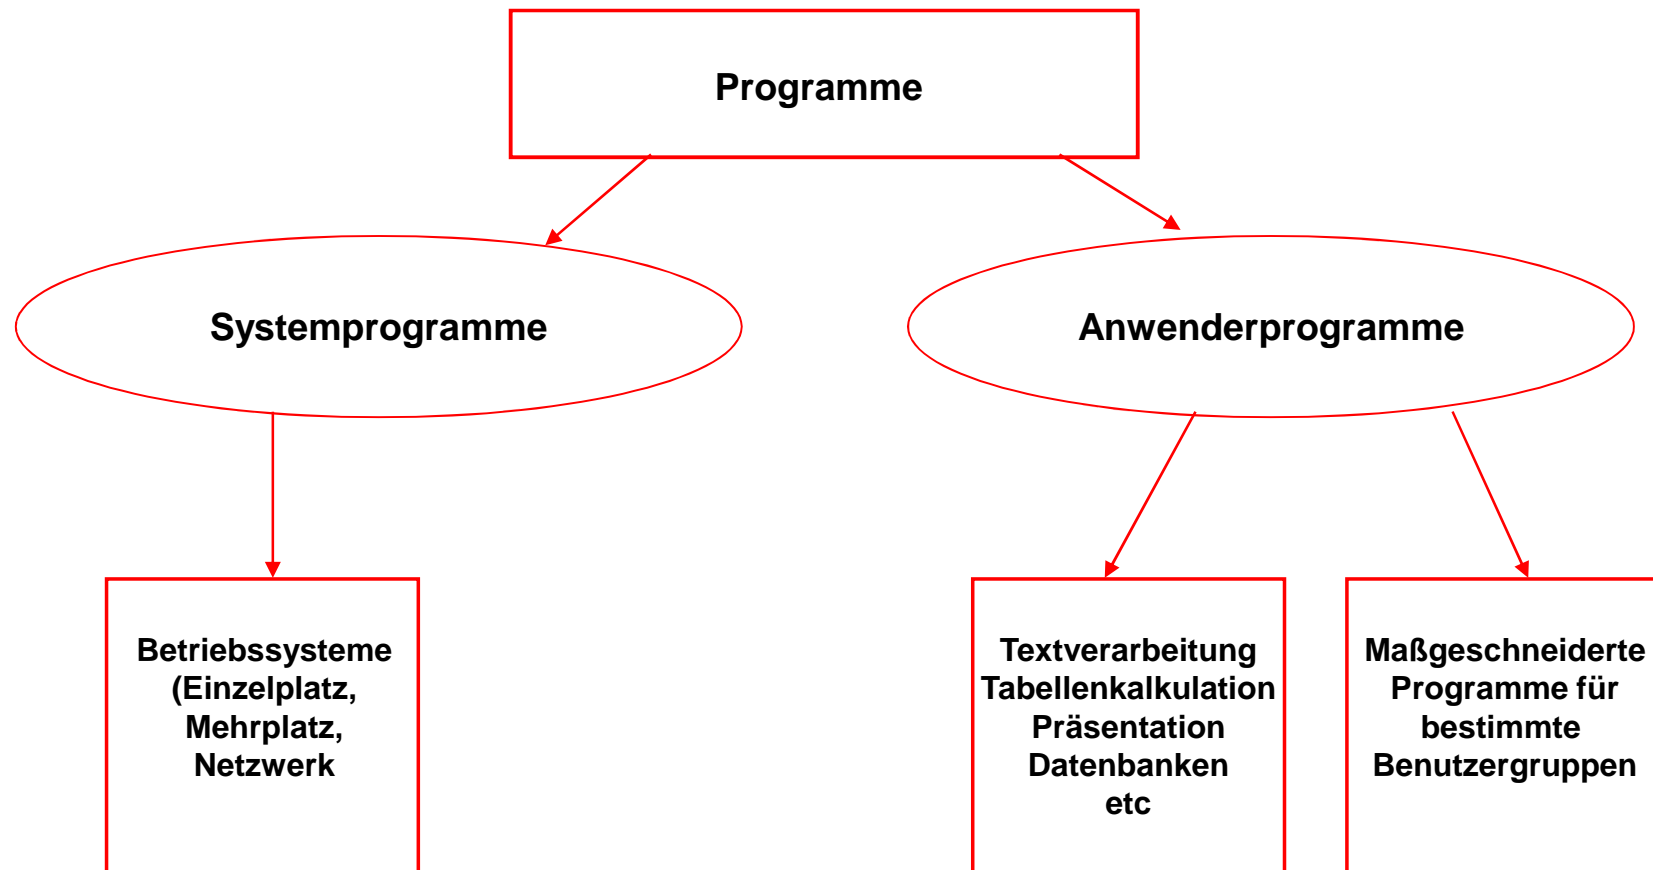 Programme
Systemprogramme
Anwenderprogramme
Betriebssysteme
(Einzelplatz,
Mehrplatz,
Netzwerk
Textverarbeitung
Tabellenkalkulation
Präsentation
Datenbanken
etc
Maßgeschneiderte
Programme für
bestimmte
Benutzergruppen